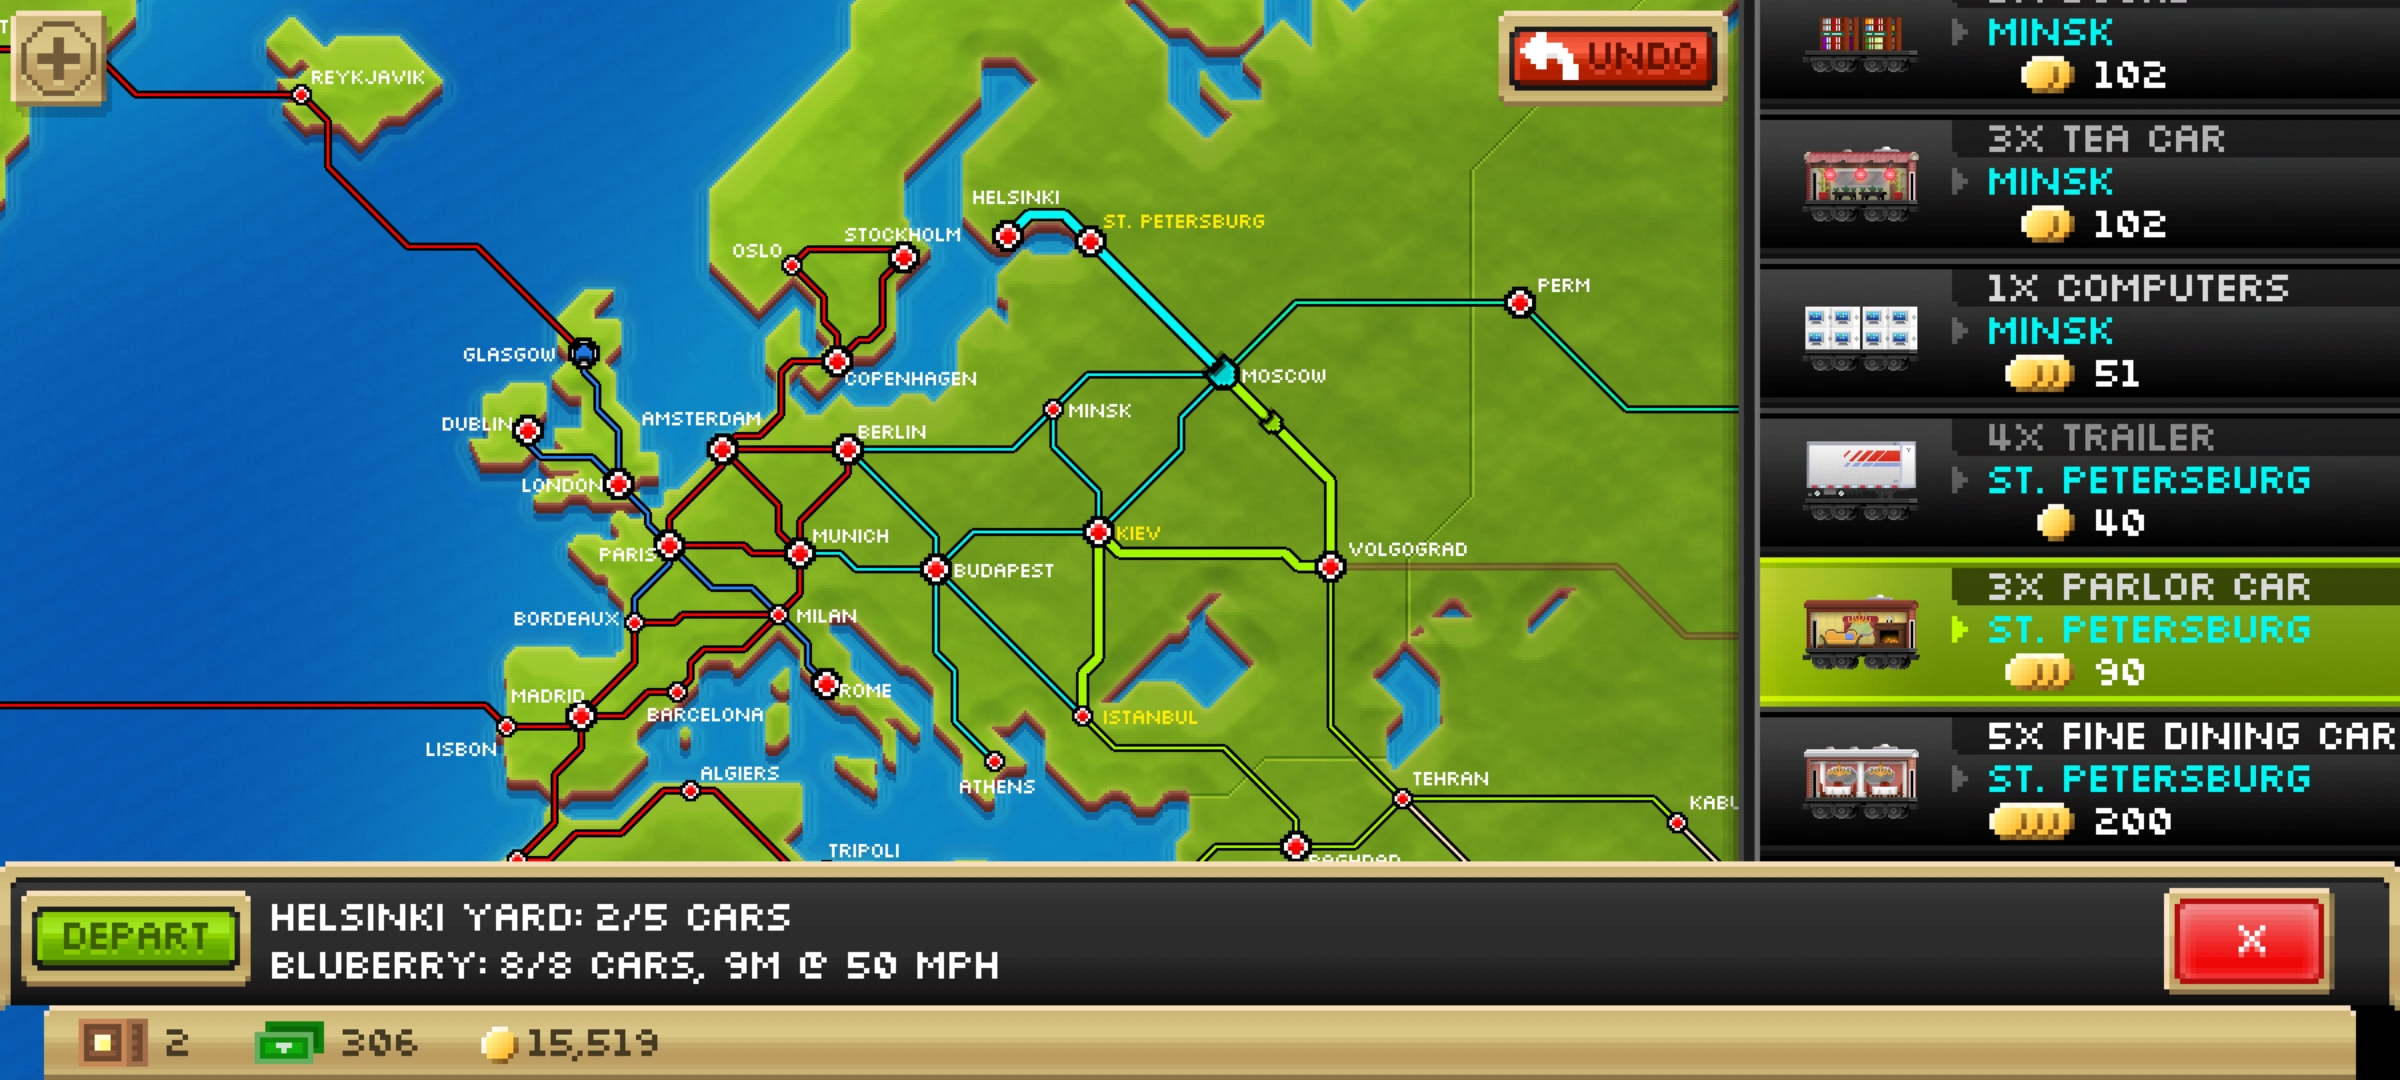 REYKJAVIK
UNDO
HELSINKI
ST. PETERSBURG
STOCKHOLM
OSLO
PERM
GLASGOW
MOSCOW
COPENHAGEN
DUBLIN
AMSTERDAM
BERLIN
MINSK
LONDON
KIEV
MUNICH
PARIS
BUDAPEST
VOLGOGRAD
BORDEAUX
MILAN
MADRID
ROME
BARCELONA
ISTANBUL
LISBON
ALGIERS
ATHENS
TEHRAN
TRIPOLI
BAGHDAD
MINSK
102
3X TEA CAR
MINSK
102
1X COMPUTERS
MINSK
51
4X TRAILER
ST. PETERSBURG
40
3X PARLOR CAR
ST. PETERSBURG
90
5X FINE DINING CAR
ST. PETERSBURG
200
DEPART
HELSINKI YARD: 2/5 CARS
BLUBERRY: 8/8 CARS, 9M @ 50 MPH
X
2
306
15,519